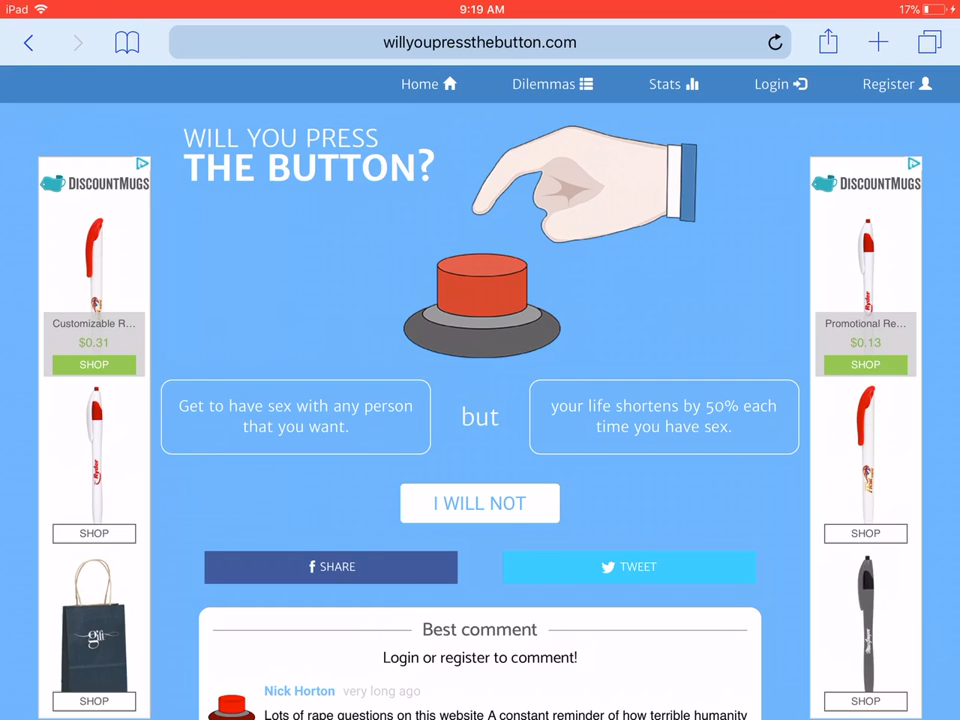 iPad 9:19 AM 17%
willyoupressthebutton.com
Home Dilemmas Stats Login Register
WILL YOU PRESS
THE BUTTON?
DISCOUNTMUGS
Customizable R...
$0.31
SHOP
Ryder
SHOP
gift
SHOP
DISCOUNTMUGS
Ryder
Promotional Re...
$0.13
SHOP
SHOP
SHOP
Get to have sex with any person
that you want.
but
your life shortens by 50% each
time you have sex.
I WILL NOT
f SHARE
TWEET
Best comment
Login or register to comment!
Nick Horton very long ago
Lots of rape questions on this website A constant reminder of how terrible humanity